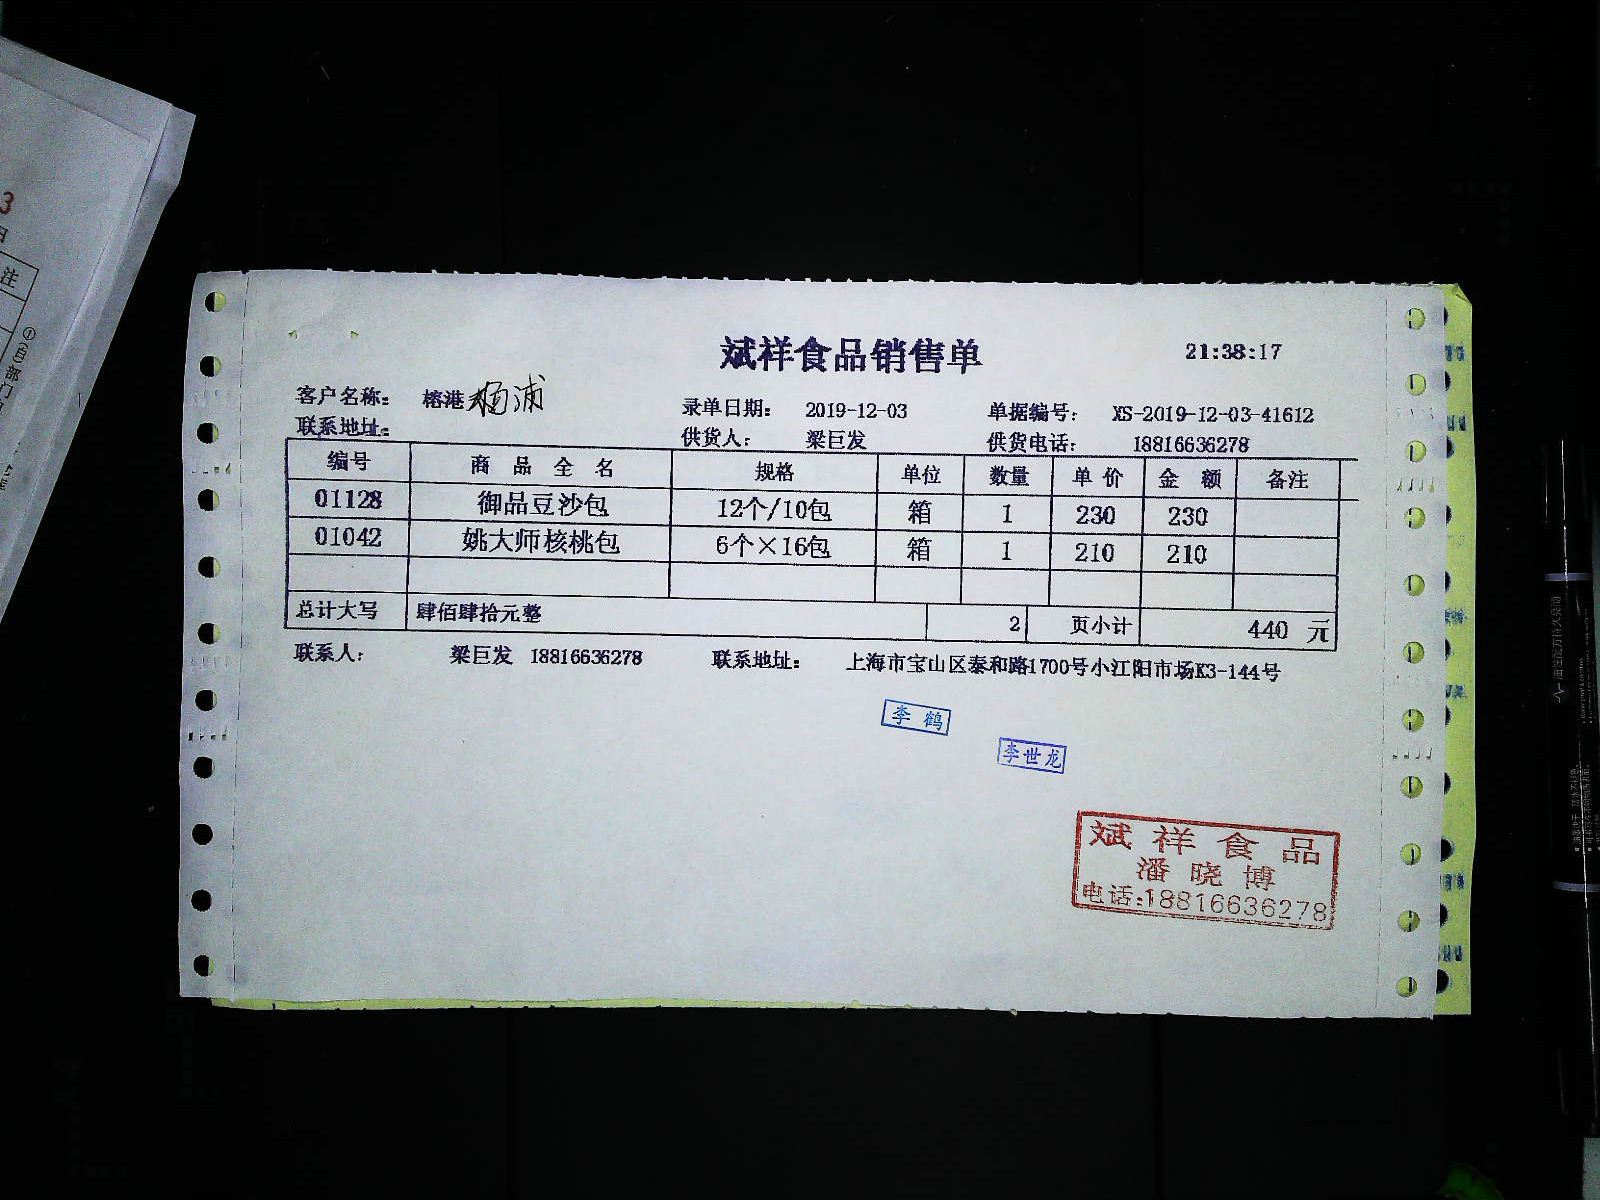 斌祥食品销售单 21:38:17
客户名称： 榕港杨浦 录单日期： 2019-12-03 单据编号： XS-2019-12-03-41612
联系地址： 供货人： 梁巨发 供货电话： 18816636278
编号 商品全名 规格 单位 数量 单价 金额 备注
01128 御品豆沙包 12个/10包 箱 1 230 230
01042 姚大师核桃包 6个×16包 箱 1 210 210
总计大写 肆佰肆拾元整 2 页小计 440 元
联系人： 梁巨发 18816636278 联系地址： 上海市宝山区泰和路1700号小江阳市场K3-144号
李鹤
李世龙
斌祥食品
潘晓博
电话:18816636278
3
注